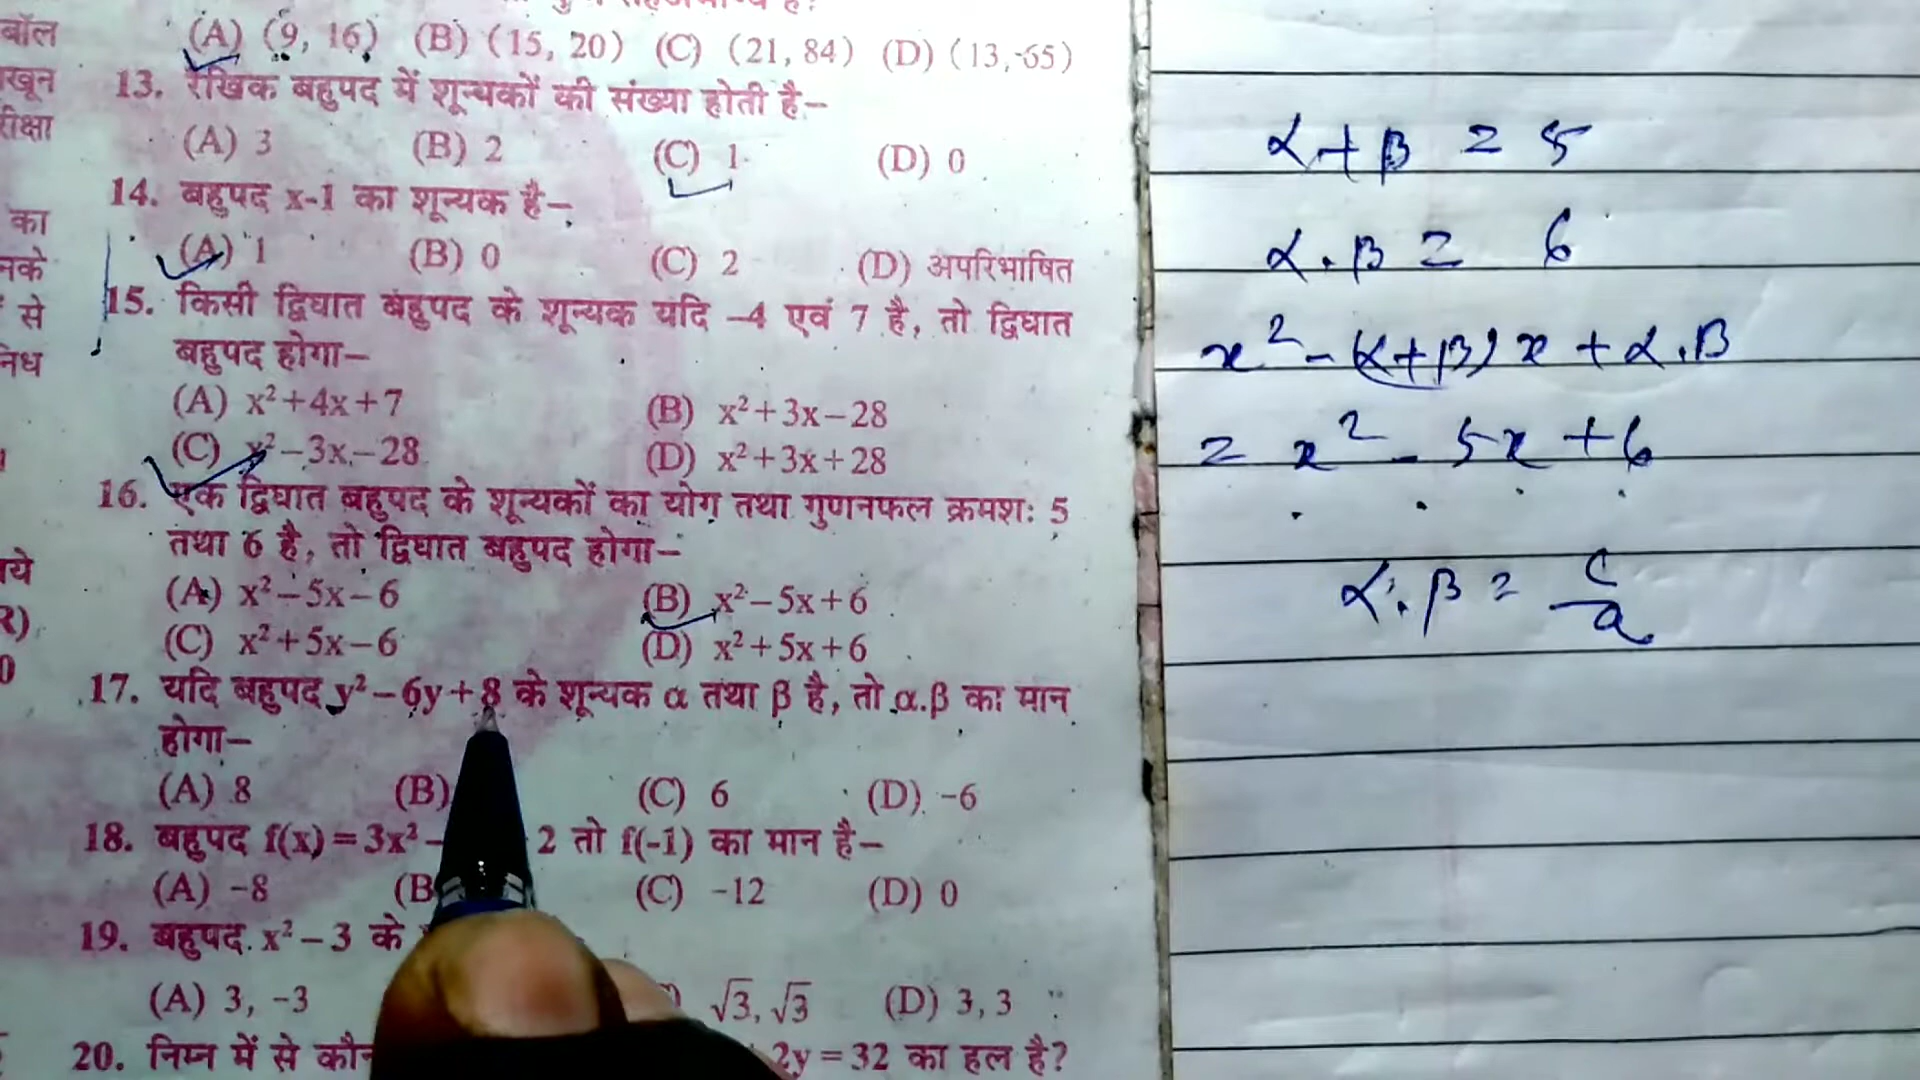 बॉल
खून
रीक्षा
का
नके
से
निध
ये
R)
(A) (9, 16) (B) (15, 20) (C) (21, 84) (D) (13, 65)
13. रैखिक बहुपद में शून्यकों की संख्या होती है–
(A) 3 (B) 2 (C) 1 (D) 0
14. बहुपद x-1 का शून्यक है–
(A) 1 (B) 0 (C) 2 (D) अपरिभाषित
15. किसी द्विघात बहुपद के शून्यक यदि –4 एवं 7 है, तो द्विघात
बहुपद होगा–
(A) x²+4x+7 (B) x²+3x–28
(C) x²–3x–28 (D) x²+3x+28
16. एक द्विघात बहुपद के शून्यकों का योग तथा गुणनफल क्रमशः 5
तथा 6 है, तो द्विघात बहुपद होगा–
(A) x²–5x–6 (B) x²–5x+6
(C) x²+5x–6 (D) x²+5x+6
17. यदि बहुपद y²–6y+8 के शून्यक α तथा β है, तो α.β का मान
होगा–
(A) 8 (B) (C) 6 (D) -6
18. बहुपद f(x)=3x²– 2 तो f(-1) का मान है–
(A) -8 (B (C) -12 (D) 0
19. बहुपद x²–3 के
(A) 3, -3 √3, √3 (D) 3, 3
20. निम्न में से कौन 2y=32 का हल है?
α+β = 5
α.β = 6
x²-(α+β)x+α.β
= x²-5x+6
α.β = c/a